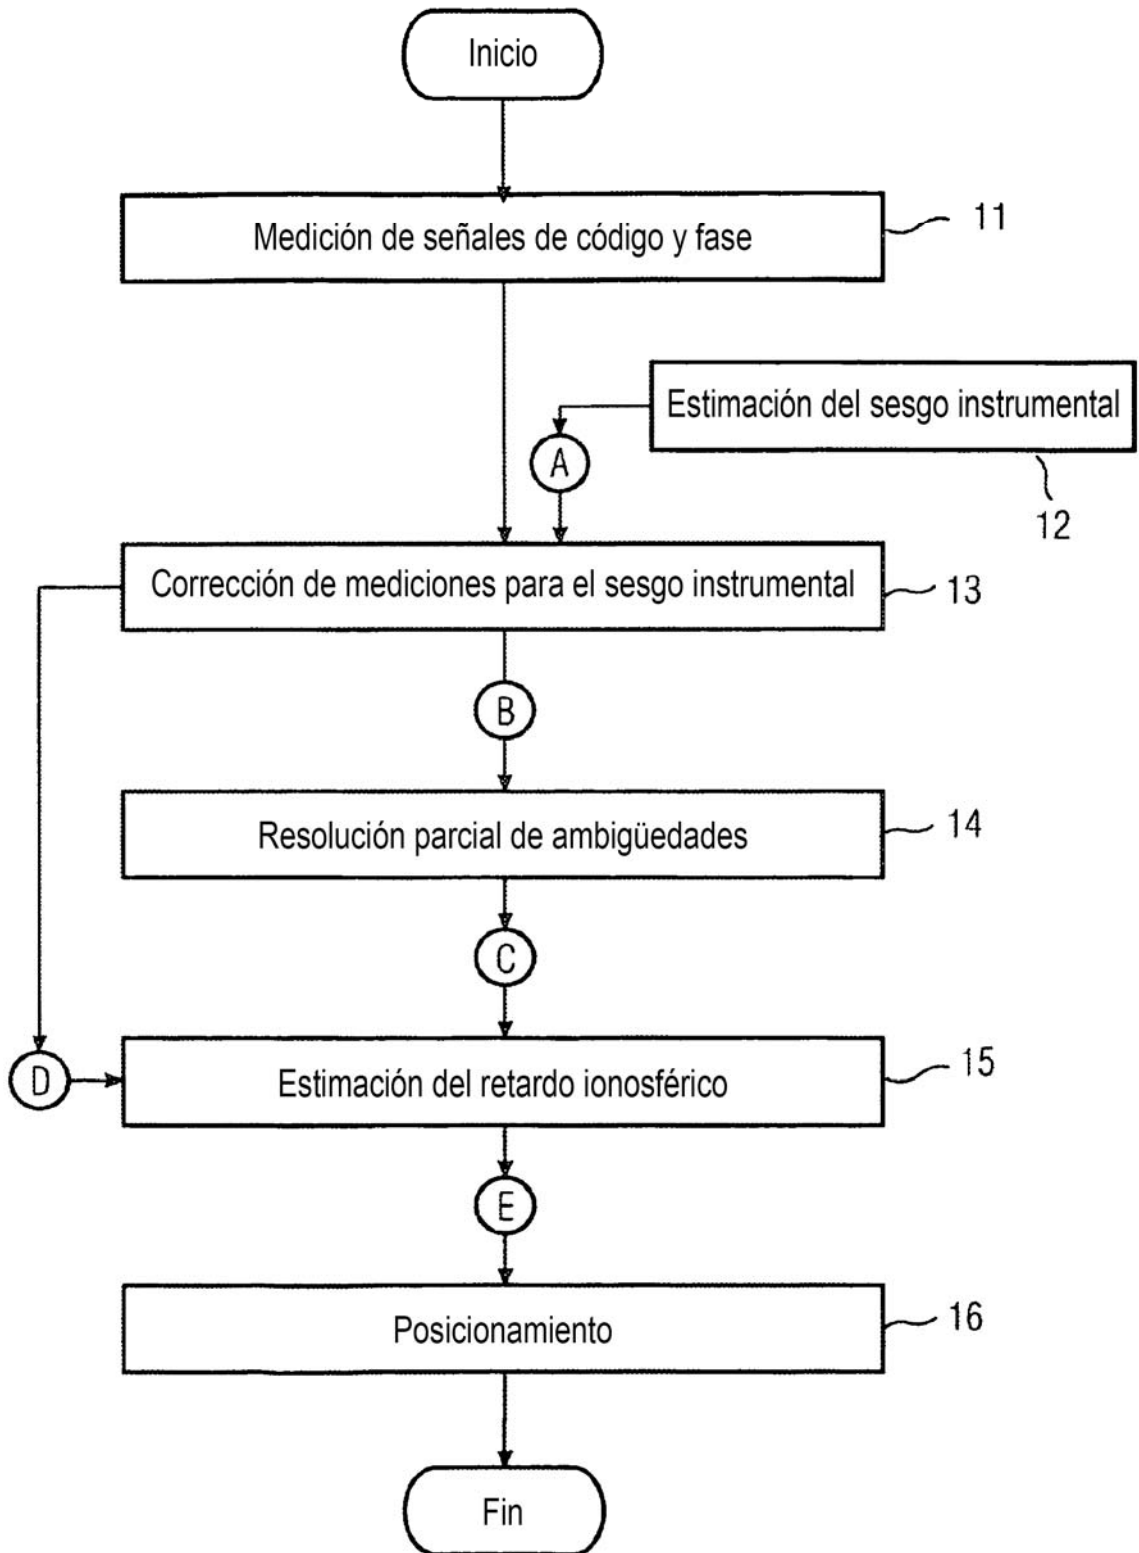 Inicio
Medición de señales de código y fase
11
Estimación del sesgo instrumental
A
12
Corrección de mediciones para el sesgo instrumental
13
B
Resolución parcial de ambigüedades
14
C
D
Estimación del retardo ionosférico
15
E
Posicionamiento
16
Fin